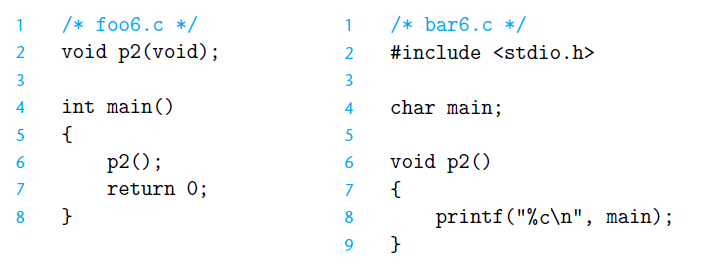 1 /* foo6.c */
2 void p2(void);
3
4 int main()
5 {
6 p2();
7 return 0;
8 }
1 /* bar6.c */
2 #include <stdio.h>
3
4 char main;
5
6 void p2()
7 {
8 printf("%c\n", main);
9 }